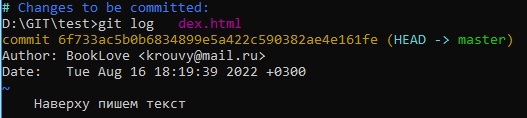 # Changes to be committed:
D:\GIT\test>git log   dex.html
commit 6f733ac5b0b6834899e5a422c590382ae4e161fe (HEAD -> master)
Author: BookLove <krouvy@mail.ru>
Date:   Tue Aug 16 18:19:39 2022 +0300
~
    Наверху пишем текст